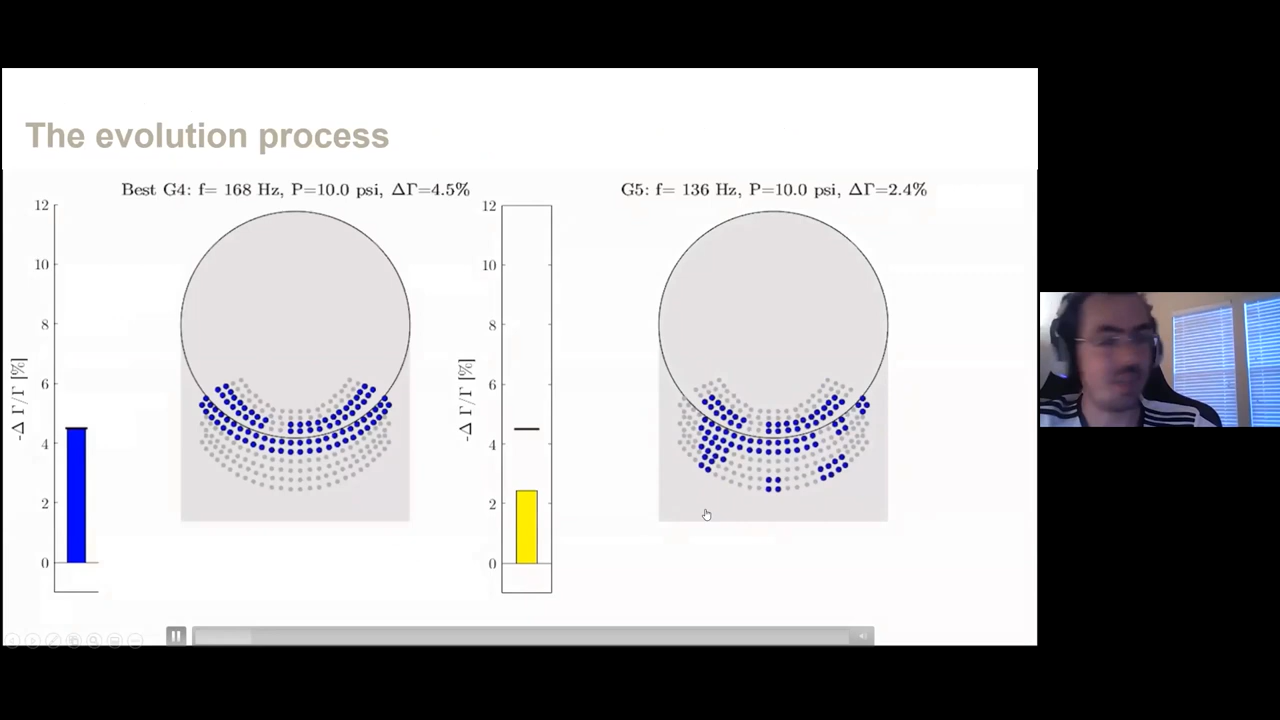 The evolution process
Best G4: f= 168 Hz, P=10.0 psi, ΔΓ=4.5%
G5: f= 136 Hz, P=10.0 psi, ΔΓ=2.4%
12
10
8
6
4
2
0
-Δ Γ/Γ [%]
12
10
8
6
4
2
0
-Δ Γ/Γ [%]